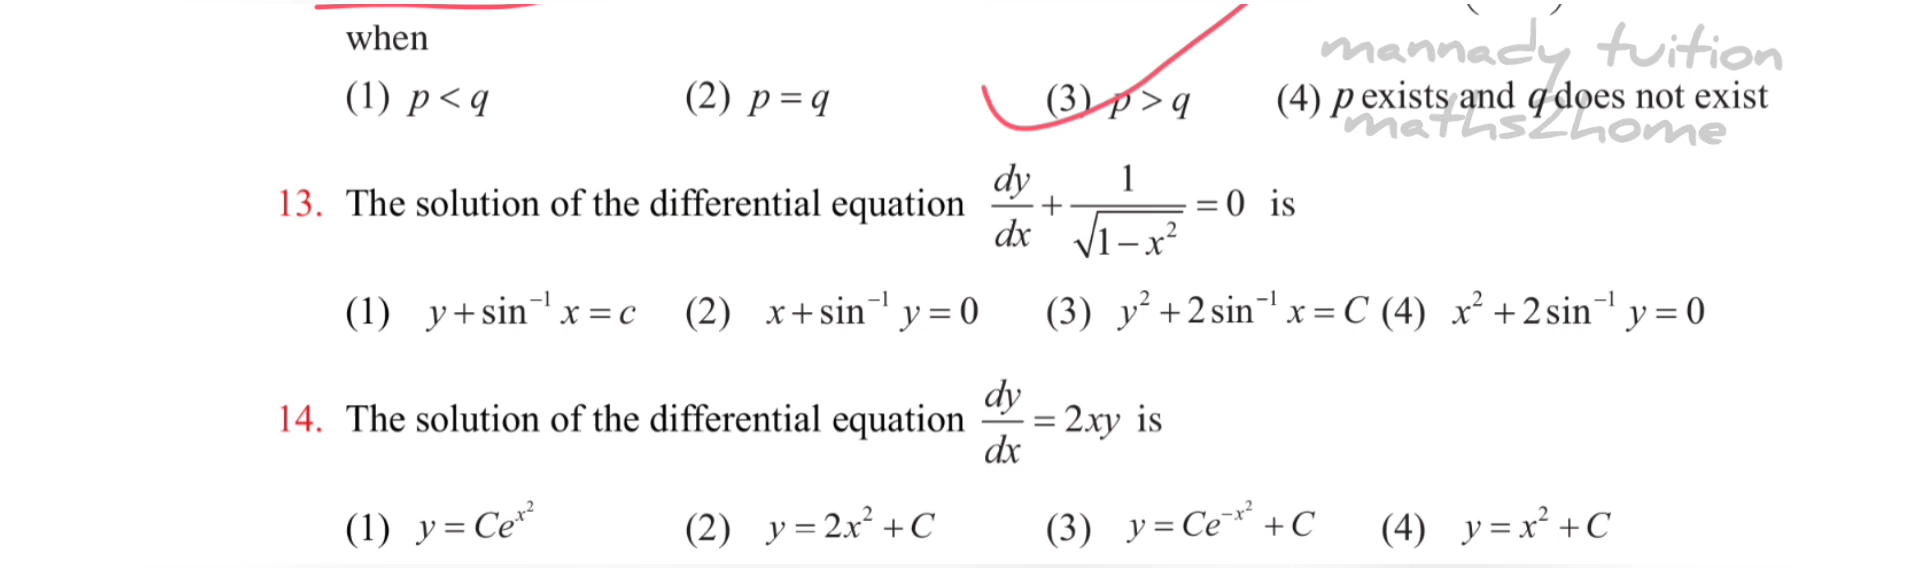 when
(1) p < q (2) p = q (3) p > q (4) p exists and q does not exist
mannady tuition
maths2home
13. The solution of the differential equation dy/dx + 1/√(1 − x²) = 0 is
(1) y + sin⁻¹ x = c (2) x + sin⁻¹ y = 0 (3) y² + 2 sin⁻¹ x = C (4) x² + 2 sin⁻¹ y = 0
14. The solution of the differential equation dy/dx = 2xy is
(1) y = Ce^(x²) (2) y = 2x² + C (3) y = Ce^(−x²) + C (4) y = x² + C